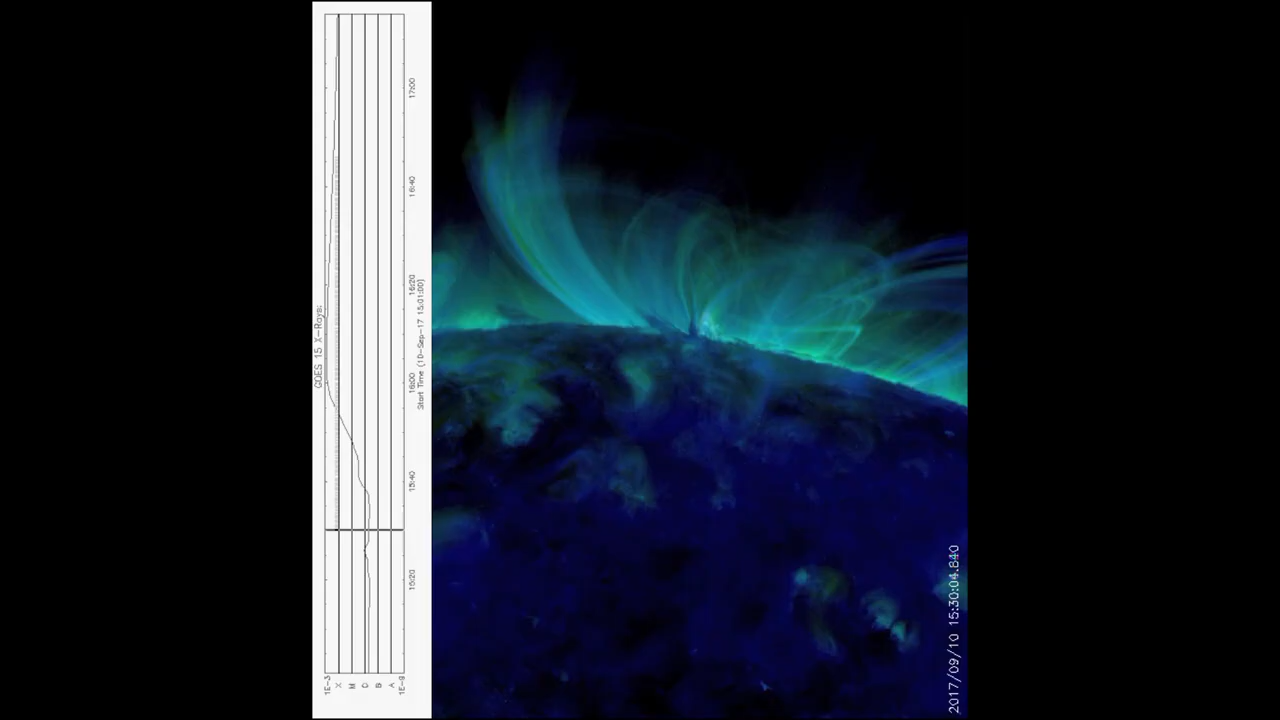 GOES 15 X-Rays:
1E-3
X
M
C
B
A
1E-9
15:20
15:40
16:00
16:20
16:40
17:00
Start Time (10-Sep-17 15:01:00)
2017/09/10 15:30:04.840